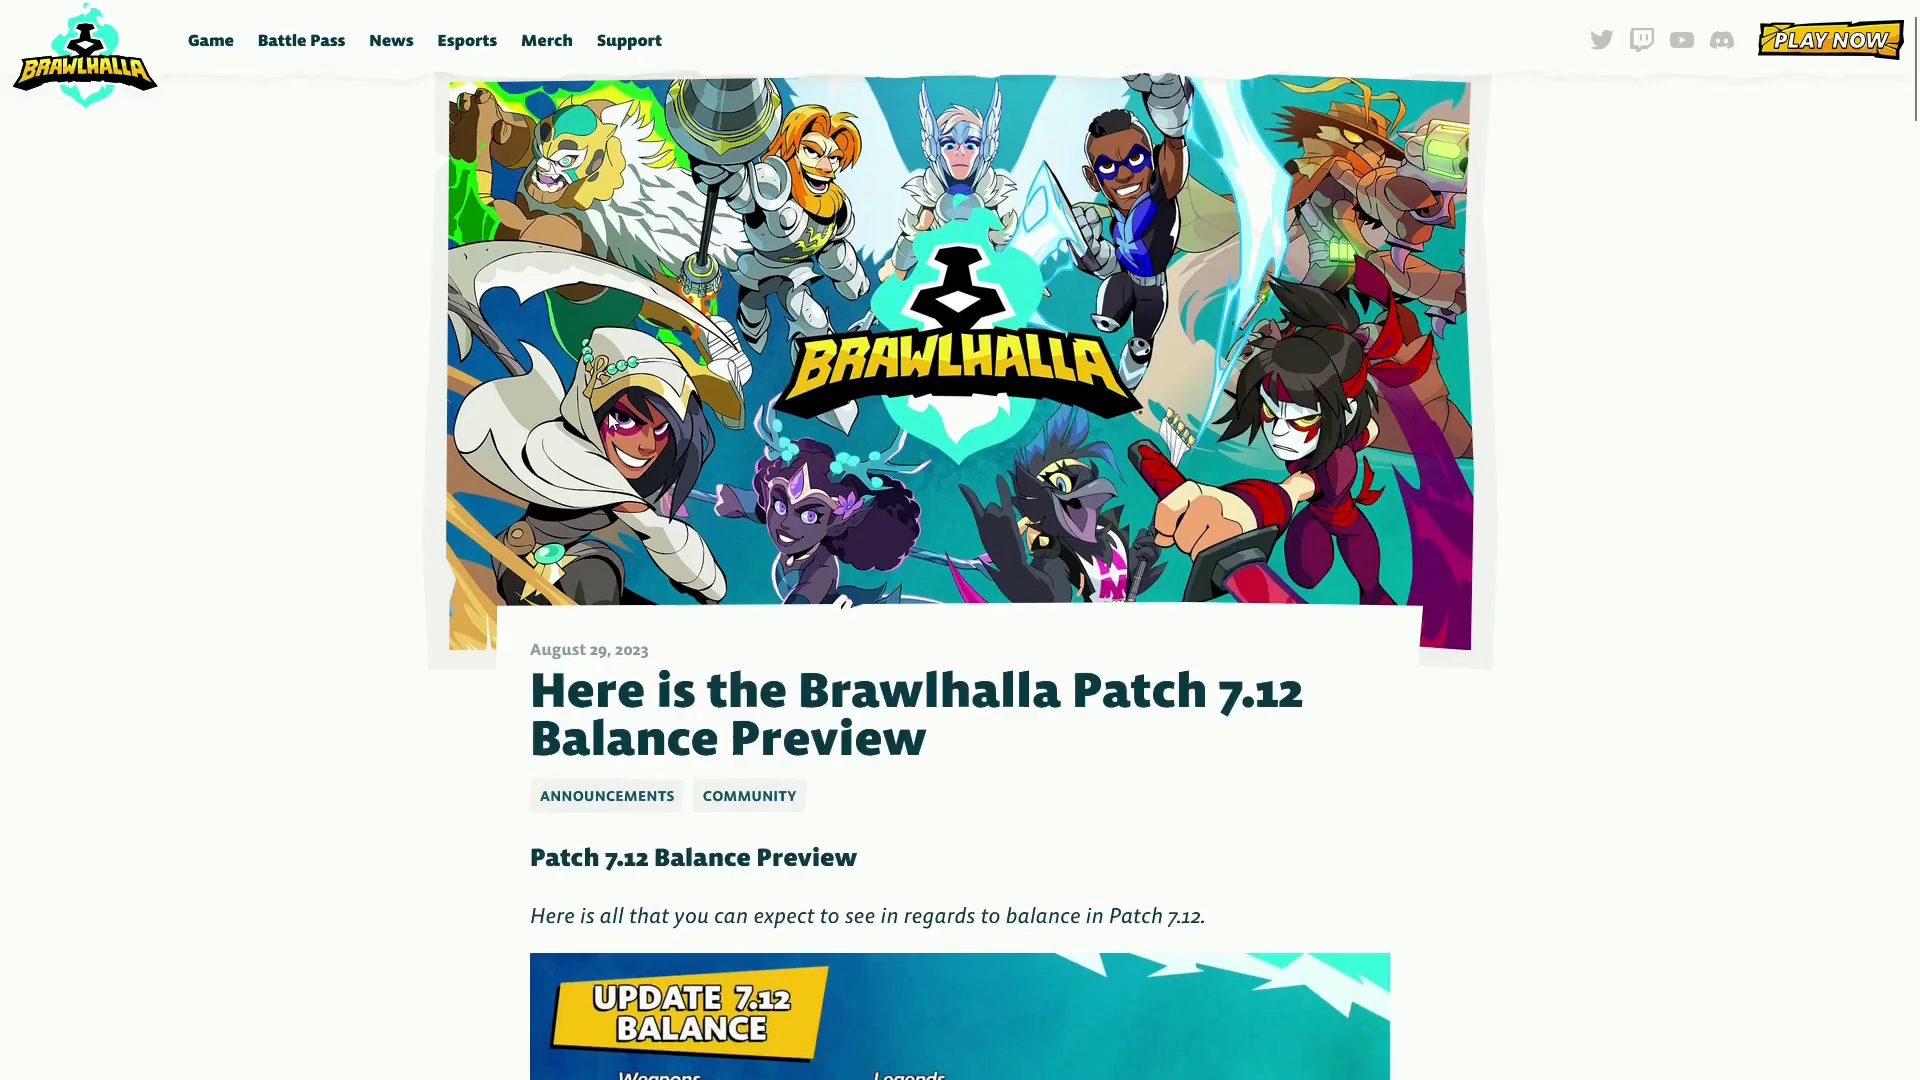 BRAWLHALLA
Game Battle Pass News Esports Merch Support
PLAY NOW
BRAWLHALLA
August 29, 2023
Here is the Brawlhalla Patch 7.12
Balance Preview
ANNOUNCEMENTS COMMUNITY
Patch 7.12 Balance Preview
Here is all that you can expect to see in regards to balance in Patch 7.12.
UPDATE 7.12
BALANCE
Weapons Legends